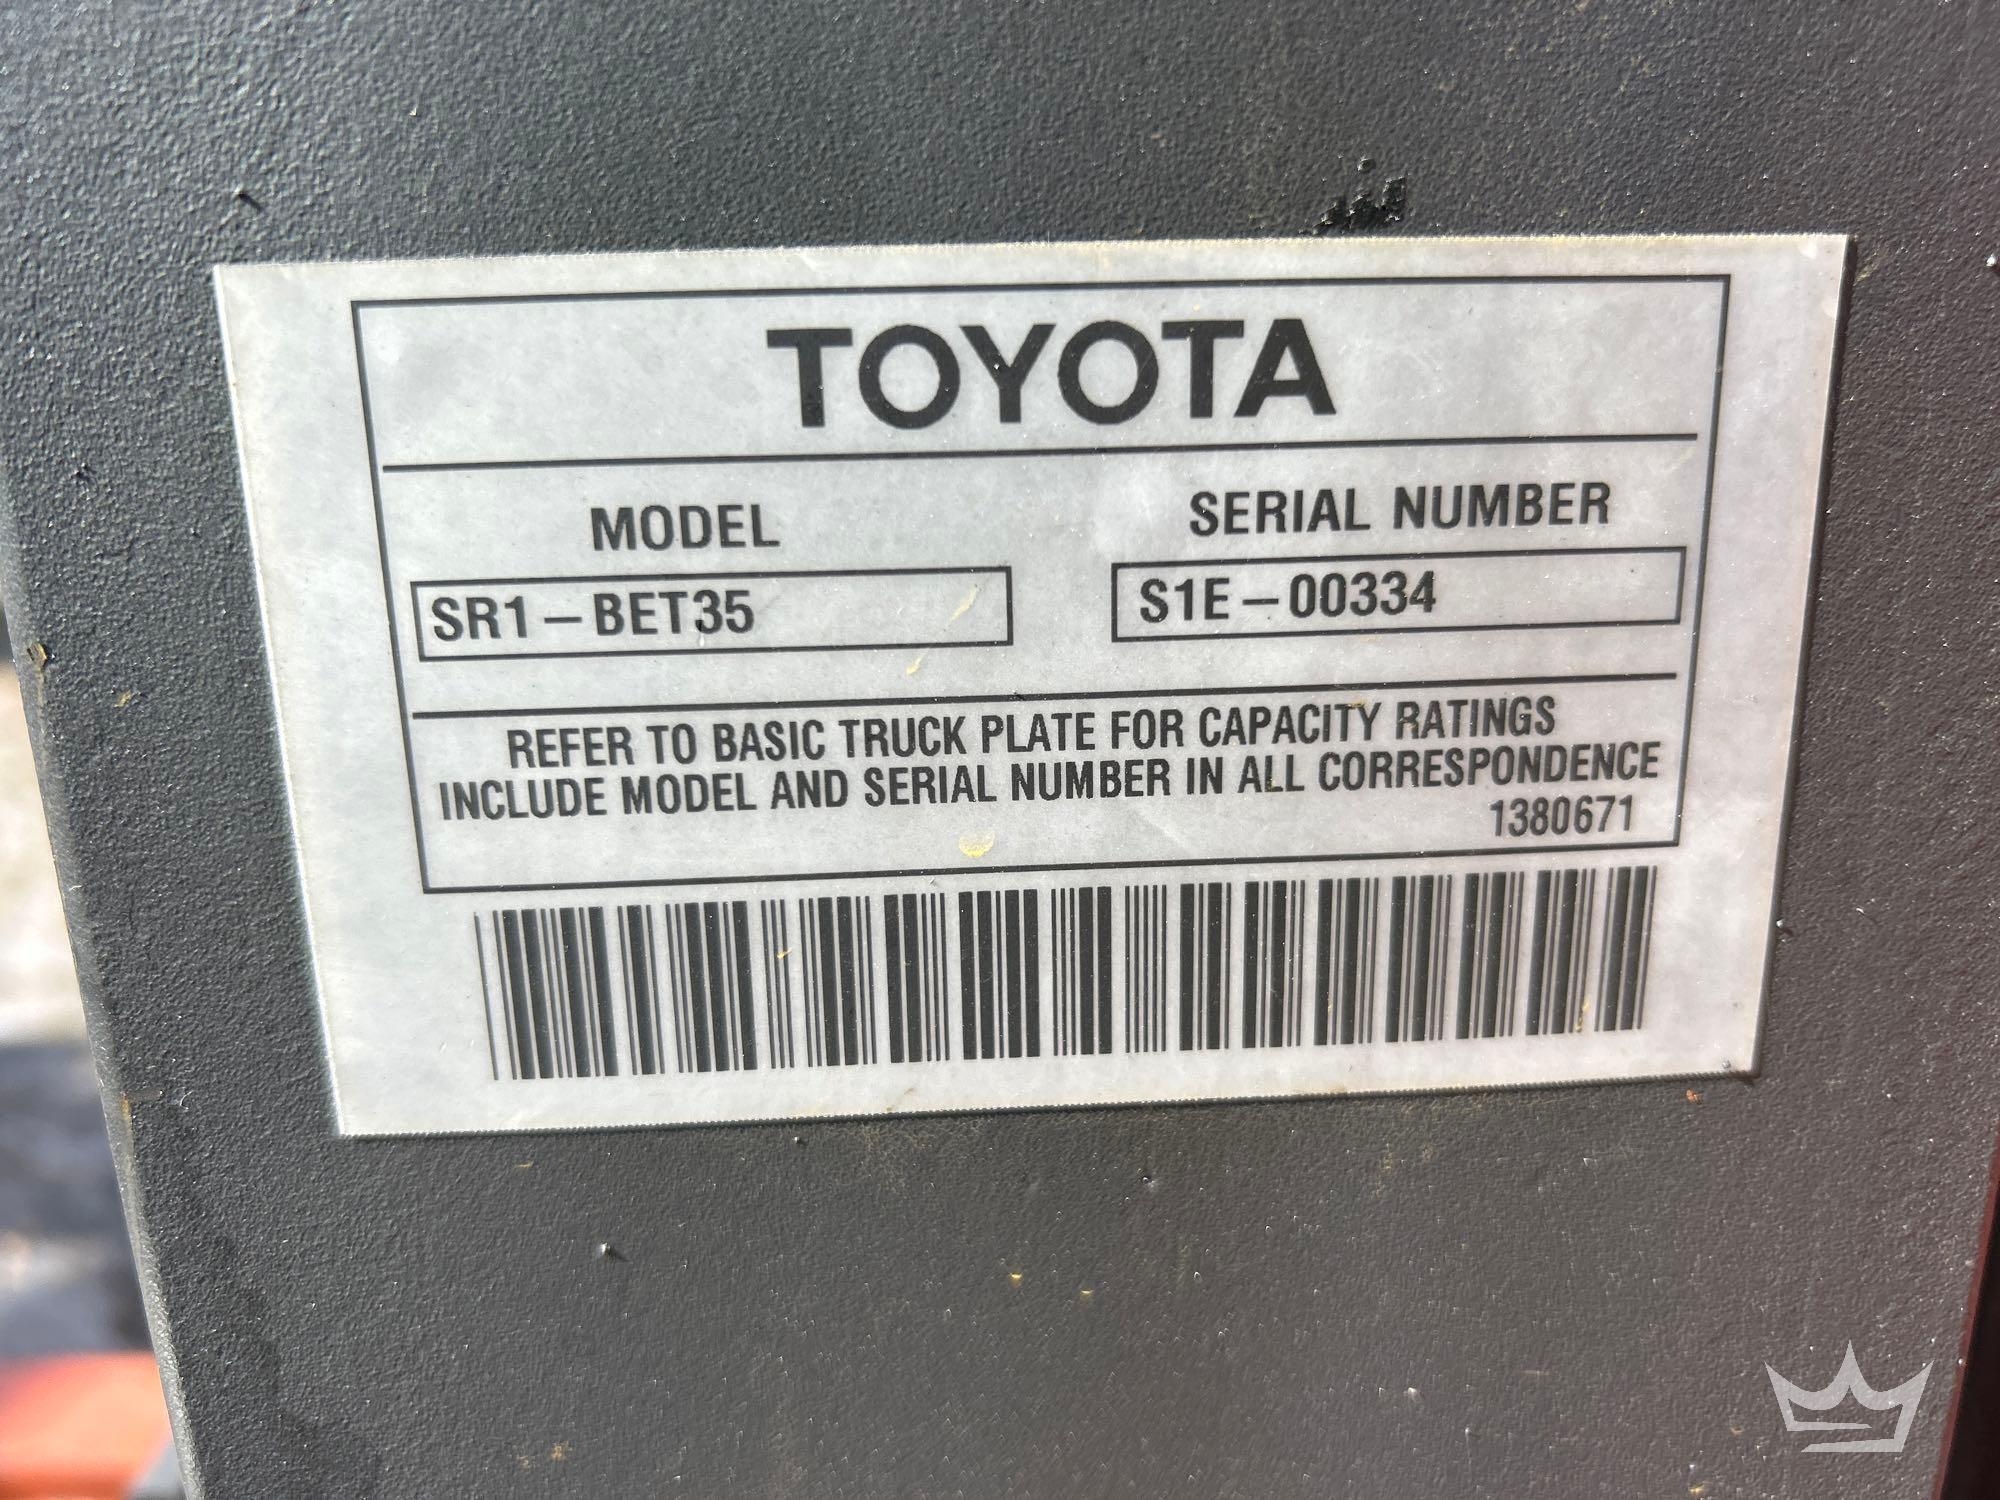 TOYOTA
MODEL SERIAL NUMBER
SR1-BET35 S1E-00334
REFER TO BASIC TRUCK PLATE FOR CAPACITY RATINGS
INCLUDE MODEL AND SERIAL NUMBER IN ALL CORRESPONDENCE
1380671